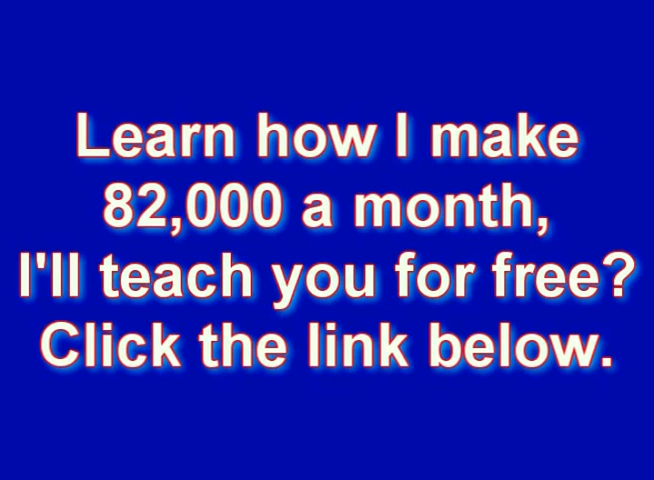 Learn how I make
82,000 a month,
I'll teach you for free?
Click the link below.